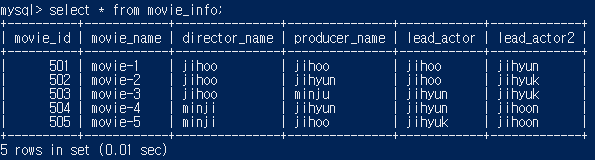 mysql> select * from movie_info;
+----------+------------+---------------+---------------+------------+-------------+
| movie_id | movie_name | director_name | producer_name | lead_actor | lead_actor2 |
+----------+------------+---------------+---------------+------------+-------------+
| 501 | movie-1 | jihoo | jihoo | jihoo | jihyun |
| 502 | movie-2 | jihoo | jihyun | jihoo | jihyuk |
| 503 | movie-3 | jihoo | minju | jihyun | jihyuk |
| 504 | movie-4 | minji | jihyun | jihyun | jihoon |
| 505 | movie-5 | minji | jihoo | jihyuk | jihoon |
+----------+------------+---------------+---------------+------------+-------------+
5 rows in set (0.01 sec)